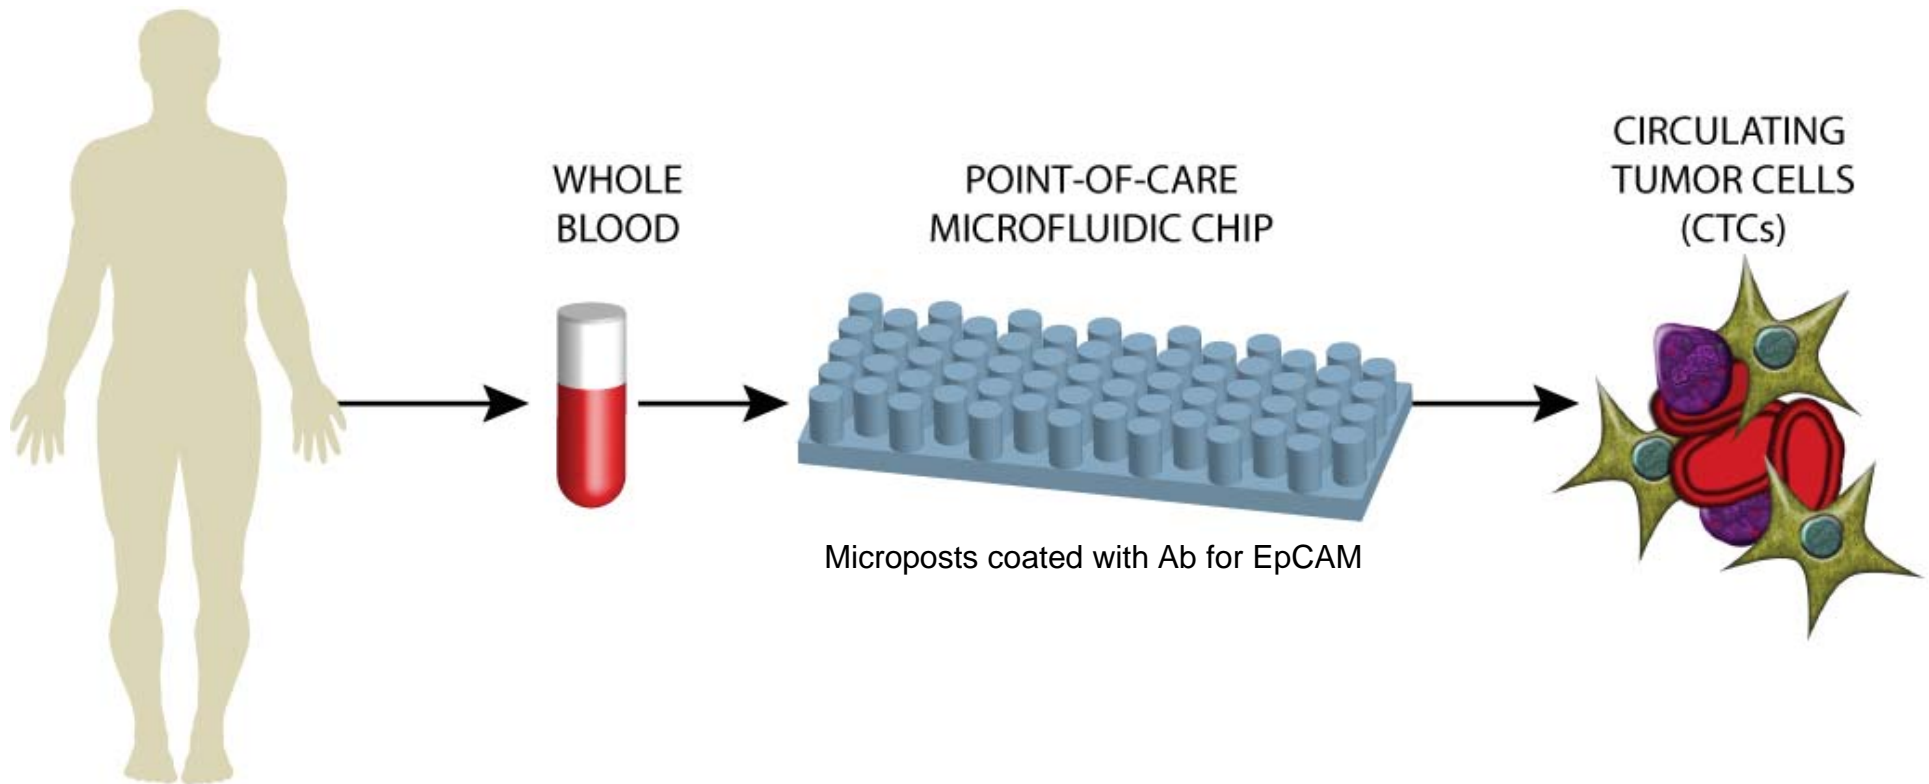 WHOLE
BLOOD
POINT-OF-CARE
MICROFLUIDIC CHIP
CIRCULATING
TUMOR CELLS
(CTCs)
Microposts coated with Ab for EpCAM